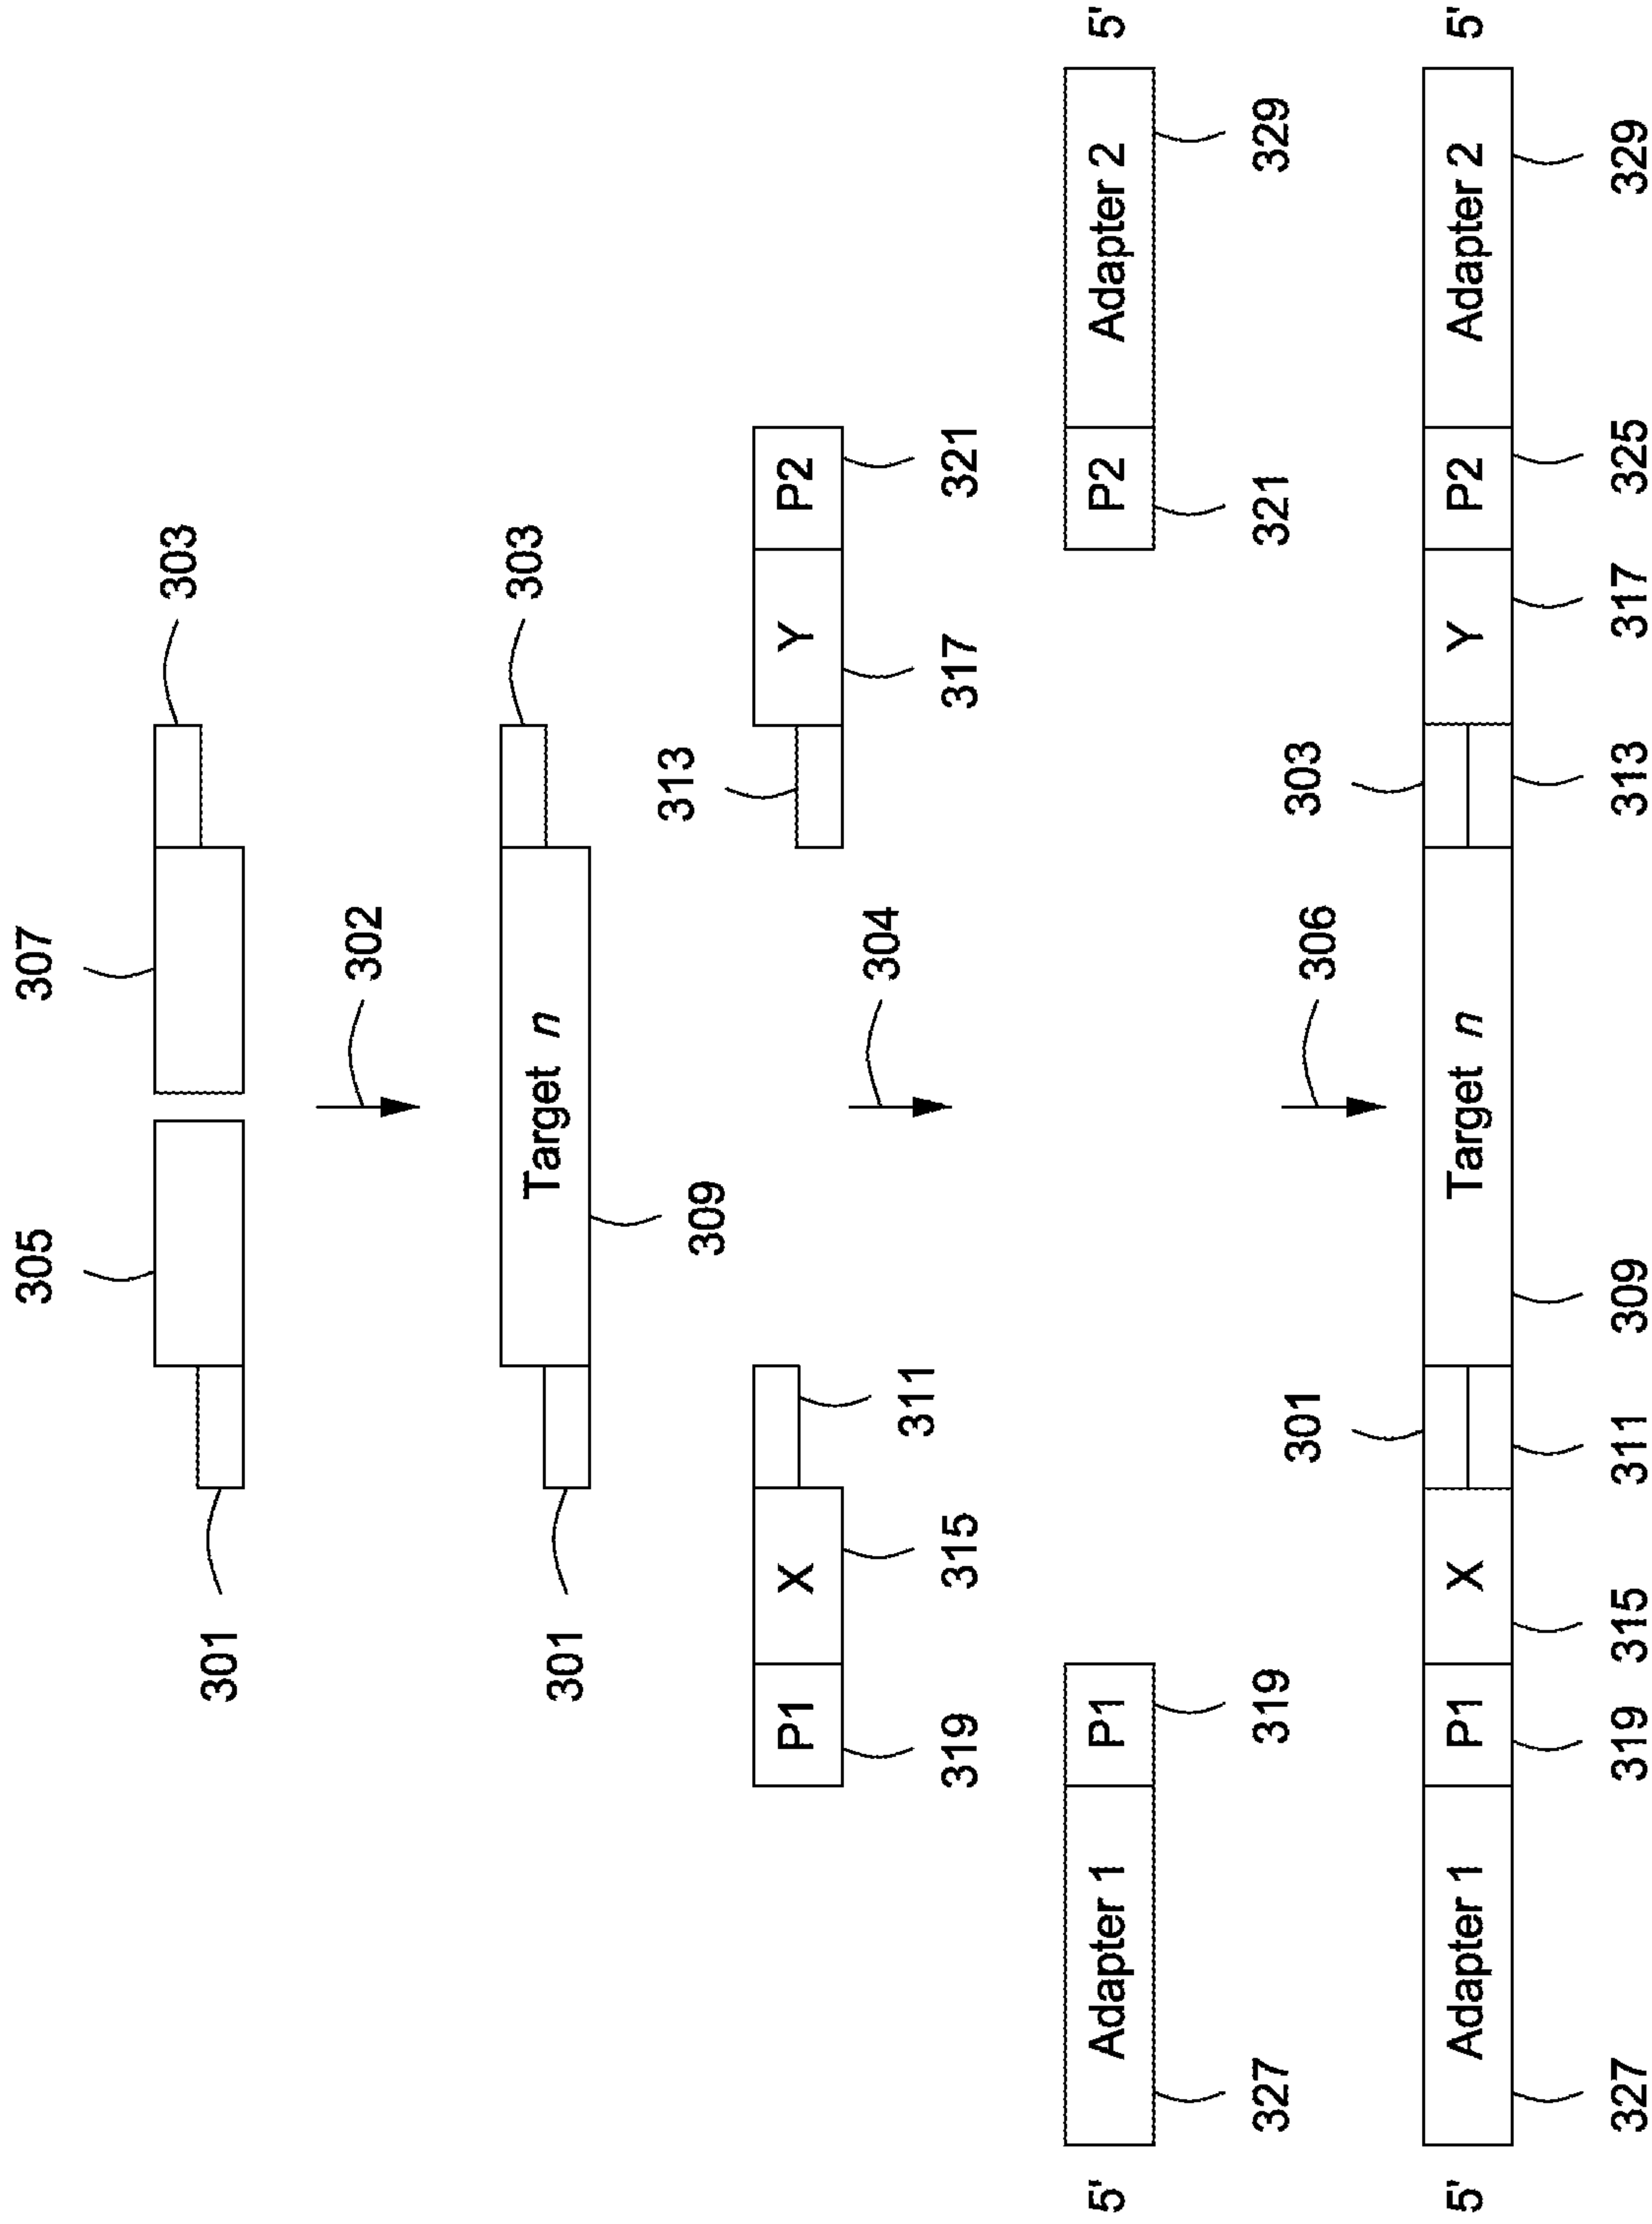 305 307
301 303
302
Target n
301 303
309
P1 X Y P2
313
311
319 315 317 321
304
5' Adapter 1 P1 P2 Adapter 2 5'
327 319 321 329
306
301 303
5' Adapter 1 P1 X Target n Y P2 Adapter 2 5'
327 319 315 311 309 313 317 325 329